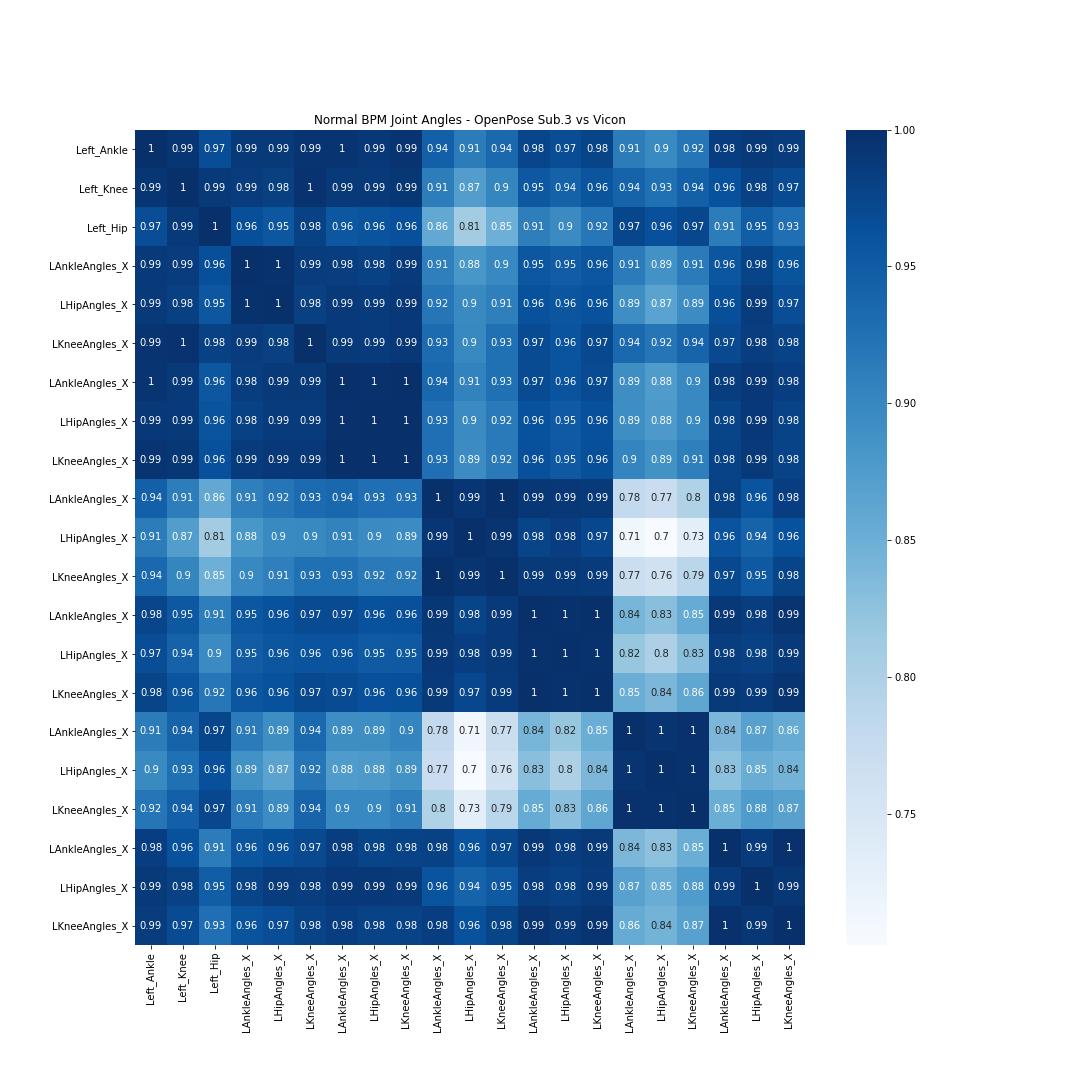 Normal BPM Joint Angles - OpenPose Sub.3 vs Vicon
Left_Ankle 1 0.99 0.97 0.99 0.99 0.99 1 0.99 0.99 0.94 0.91 0.94 0.98 0.97 0.98 0.91 0.9 0.92 0.98 0.99 0.99
Left_Knee 0.99 1 0.99 0.99 0.98 1 0.99 0.99 0.99 0.91 0.87 0.9 0.95 0.94 0.96 0.94 0.93 0.94 0.96 0.98 0.97
Left_Hip 0.97 0.99 1 0.96 0.95 0.98 0.96 0.96 0.96 0.86 0.81 0.85 0.91 0.9 0.92 0.97 0.96 0.97 0.91 0.95 0.93
LAnkleAngles_X 0.99 0.99 0.96 1 1 0.99 0.98 0.98 0.99 0.91 0.88 0.9 0.95 0.95 0.96 0.91 0.89 0.91 0.96 0.98 0.96
LHipAngles_X 0.99 0.98 0.95 1 1 0.98 0.99 0.99 0.99 0.92 0.9 0.91 0.96 0.96 0.96 0.89 0.87 0.89 0.96 0.99 0.97
LKneeAngles_X 0.99 1 0.98 0.99 0.98 1 0.99 0.99 0.99 0.93 0.9 0.93 0.97 0.96 0.97 0.94 0.92 0.94 0.97 0.98 0.98
LAnkleAngles_X 1 0.99 0.96 0.98 0.99 0.99 1 1 1 0.94 0.91 0.93 0.97 0.96 0.97 0.89 0.88 0.9 0.98 0.99 0.98
LHipAngles_X 0.99 0.99 0.96 0.98 0.99 0.99 1 1 1 0.93 0.9 0.92 0.96 0.95 0.96 0.89 0.88 0.9 0.98 0.99 0.98
LKneeAngles_X 0.99 0.99 0.96 0.99 0.99 0.99 1 1 1 0.93 0.89 0.92 0.96 0.95 0.96 0.9 0.89 0.91 0.98 0.99 0.98
LAnkleAngles_X 0.94 0.91 0.86 0.91 0.92 0.93 0.94 0.93 0.93 1 0.99 1 0.99 0.99 0.99 0.78 0.77 0.8 0.98 0.96 0.98
LHipAngles_X 0.91 0.87 0.81 0.88 0.9 0.9 0.91 0.9 0.89 0.99 1 0.99 0.98 0.98 0.97 0.71 0.7 0.73 0.96 0.94 0.96
LKneeAngles_X 0.94 0.9 0.85 0.9 0.91 0.93 0.93 0.92 0.92 1 0.99 1 0.99 0.99 0.99 0.77 0.76 0.79 0.97 0.95 0.98
LAnkleAngles_X 0.98 0.95 0.91 0.95 0.96 0.97 0.97 0.96 0.96 0.99 0.98 0.99 1 1 1 0.84 0.83 0.85 0.99 0.98 0.99
LHipAngles_X 0.97 0.94 0.9 0.95 0.96 0.96 0.96 0.95 0.95 0.99 0.98 0.99 1 1 1 0.82 0.8 0.83 0.98 0.98 0.99
LKneeAngles_X 0.98 0.96 0.92 0.96 0.96 0.97 0.97 0.96 0.96 0.99 0.97 0.99 1 1 1 0.85 0.84 0.86 0.99 0.99 0.99
LAnkleAngles_X 0.91 0.94 0.97 0.91 0.89 0.94 0.89 0.89 0.9 0.78 0.71 0.77 0.84 0.82 0.85 1 1 1 0.84 0.87 0.86
LHipAngles_X 0.9 0.93 0.96 0.89 0.87 0.92 0.88 0.88 0.89 0.77 0.7 0.76 0.83 0.8 0.84 1 1 1 0.83 0.85 0.84
LKneeAngles_X 0.92 0.94 0.97 0.91 0.89 0.94 0.9 0.9 0.91 0.8 0.73 0.79 0.85 0.83 0.86 1 1 1 0.85 0.88 0.87
LAnkleAngles_X 0.98 0.96 0.91 0.96 0.96 0.97 0.98 0.98 0.98 0.98 0.96 0.97 0.99 0.98 0.99 0.84 0.83 0.85 1 0.99 1
LHipAngles_X 0.99 0.98 0.95 0.98 0.99 0.98 0.99 0.99 0.99 0.96 0.94 0.95 0.98 0.98 0.99 0.87 0.85 0.88 0.99 1 0.99
LKneeAngles_X 0.99 0.97 0.93 0.96 0.97 0.98 0.98 0.98 0.98 0.98 0.96 0.98 0.99 0.99 0.99 0.86 0.84 0.87 1 0.99 1
Left_Ankle
Left_Knee
Left_Hip
LAnkleAngles_X
LHipAngles_X
LKneeAngles_X
LAnkleAngles_X
LHipAngles_X
LKneeAngles_X
LAnkleAngles_X
LHipAngles_X
LKneeAngles_X
LAnkleAngles_X
LHipAngles_X
LKneeAngles_X
LAnkleAngles_X
LHipAngles_X
LKneeAngles_X
LAnkleAngles_X
LHipAngles_X
LKneeAngles_X
1.00
0.95
0.90
0.85
0.80
0.75